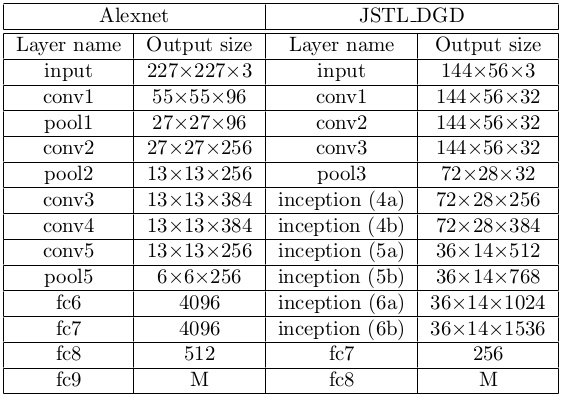 Alexnet JSTL_DGD
Layer name Output size Layer name Output size
input 227×227×3 input 144×56×3
conv1 55×55×96 conv1 144×56×32
pool1 27×27×96 conv2 144×56×32
conv2 27×27×256 conv3 144×56×32
pool2 13×13×256 pool3 72×28×32
conv3 13×13×384 inception (4a) 72×28×256
conv4 13×13×384 inception (4b) 72×28×384
conv5 13×13×256 inception (5a) 36×14×512
pool5 6×6×256 inception (5b) 36×14×768
fc6 4096 inception (6a) 36×14×1024
fc7 4096 inception (6b) 36×14×1536
fc8 512 fc7 256
fc9 M fc8 M